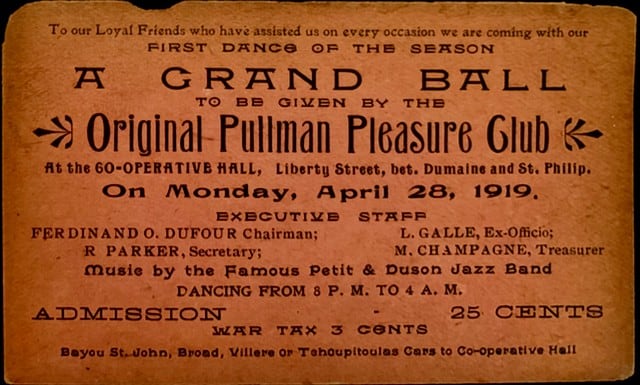 To our Loyal Friends who have assisted us on every occasion we are coming with our
FIRST DANCE OF THE SEASON
A GRAND BALL
TO BE GIVEN BY THE
Original Pullman Pleasure Club
At the CO-OPERATIVE HALL, Liberty Street, bet. Dumaine and St. Philip.
On Monday, April 28, 1919.
EXECUTIVE STAFF
FERDINAND O. DUFOUR Chairman; L. GALLE, Ex-Officio;
R PARKER, Secretary; M. CHAMPAGNE, Treasurer
Music by the Famous Petit & Duson Jazz Band
DANCING FROM 8 P. M. TO 4 A. M.
ADMISSION 25 CENTS
WAR TAX 3 CENTS
Bayou St. John, Broad, Villere or Tchoupitoulas Cars to Co-operative Hall